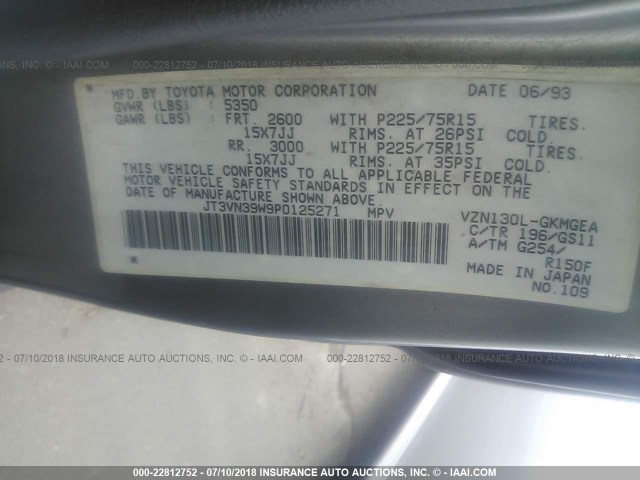 000-22812752 - 07/10/2018 INSURANCE AUTO AUCTIONS, INC. © - IAAI.COM
MFD.BY TOYOTA MOTOR CORPORATION DATE 06/93
GVWR (LBS) : 5350
GAWR (LBS) : FRT. 2600 WITH P225/75R15 TIRES.
15X7JJ RIMS. AT 26PSI COLD.
RR. 3000 WITH P225/75R15 TIRES.
15X7JJ RIMS. AT 35PSI COLD.
THIS VEHICLE CONFORMS TO ALL APPLICABLE FEDERAL
MOTOR VEHICLE SAFETY STANDARDS IN EFFECT ON THE
DATE OF MANUFACTURE SHOWN ABOVE.
JT3VN39W9P0125271 MPV VZN130L-GKMGEA
C/TR 196/GS11
A/TM G254/
R150F
MADE IN JAPAN
NO.109
000-22812752 - 07/10/2018 INSURANCE AUTO AUCTIONS, INC. © - IAAI.COM
000-22812752 - 07/10/2018 INSURANCE AUTO AUCTIONS, INC. © - IAAI.COM
000-22812752 - 07/10/2018 INSURANCE AUTO AUCTIONS, INC. © - IAAI.COM